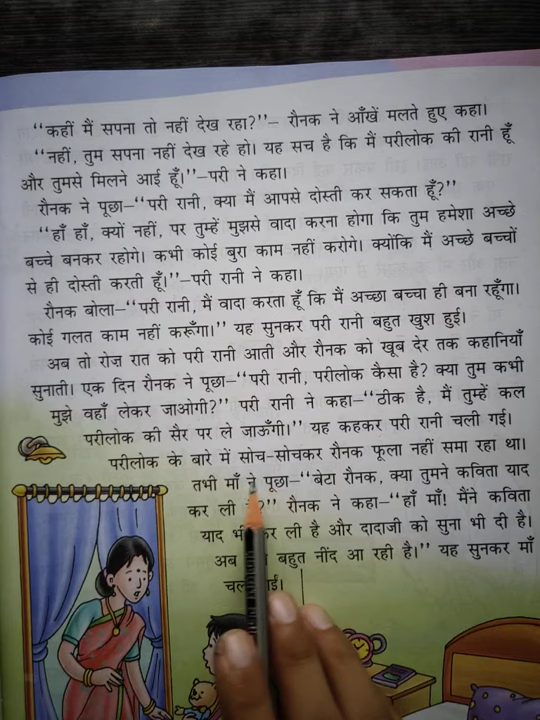 “कहीं मैं सपना तो नहीं देख रहा?”– रौनक ने आँखें मलते हुए कहा।
“नहीं, तुम सपना नहीं देख रहे हो। यह सच है कि मैं परीलोक की रानी हूँ
और तुमसे मिलने आई हूँ।”–परी ने कहा।
रौनक ने पूछा–“परी रानी, क्या मैं आपसे दोस्ती कर सकता हूँ?”
“हाँ हाँ, क्यों नहीं, पर तुम्हें मुझसे वादा करना होगा कि तुम हमेशा अच्छे
बच्चे बनकर रहोगे। कभी कोई बुरा काम नहीं करोगे। क्योंकि मैं अच्छे बच्चों
से ही दोस्ती करती हूँ।”–परी रानी ने कहा।
रौनक बोला–“परी रानी, मैं वादा करता हूँ कि मैं अच्छा बच्चा ही बना रहूँगा।
कोई गलत काम नहीं करूँगा।” यह सुनकर परी रानी बहुत खुश हुई।
अब तो रोज़ रात को परी रानी आती और रौनक को खूब देर तक कहानियाँ
सुनाती। एक दिन रौनक ने पूछा–“परी रानी, परीलोक कैसा है? क्या तुम कभी
मुझे वहाँ लेकर जाओगी?” परी रानी ने कहा–“ठीक है, मैं तुम्हें कल
परीलोक की सैर पर ले जाऊँगी।” यह कहकर परी रानी चली गई।
परीलोक के बारे में सोच-सोचकर रौनक फूला नहीं समा रहा था।
तभी माँ ने पूछा–“बेटा रौनक, क्या तुमने कविता याद
कर ली ?” रौनक ने कहा–“हाँ माँ! मैंने कविता
याद कर ली है और दादाजी को सुना भी दी है।
अब बहुत नींद आ रही है।” यह सुनकर माँ